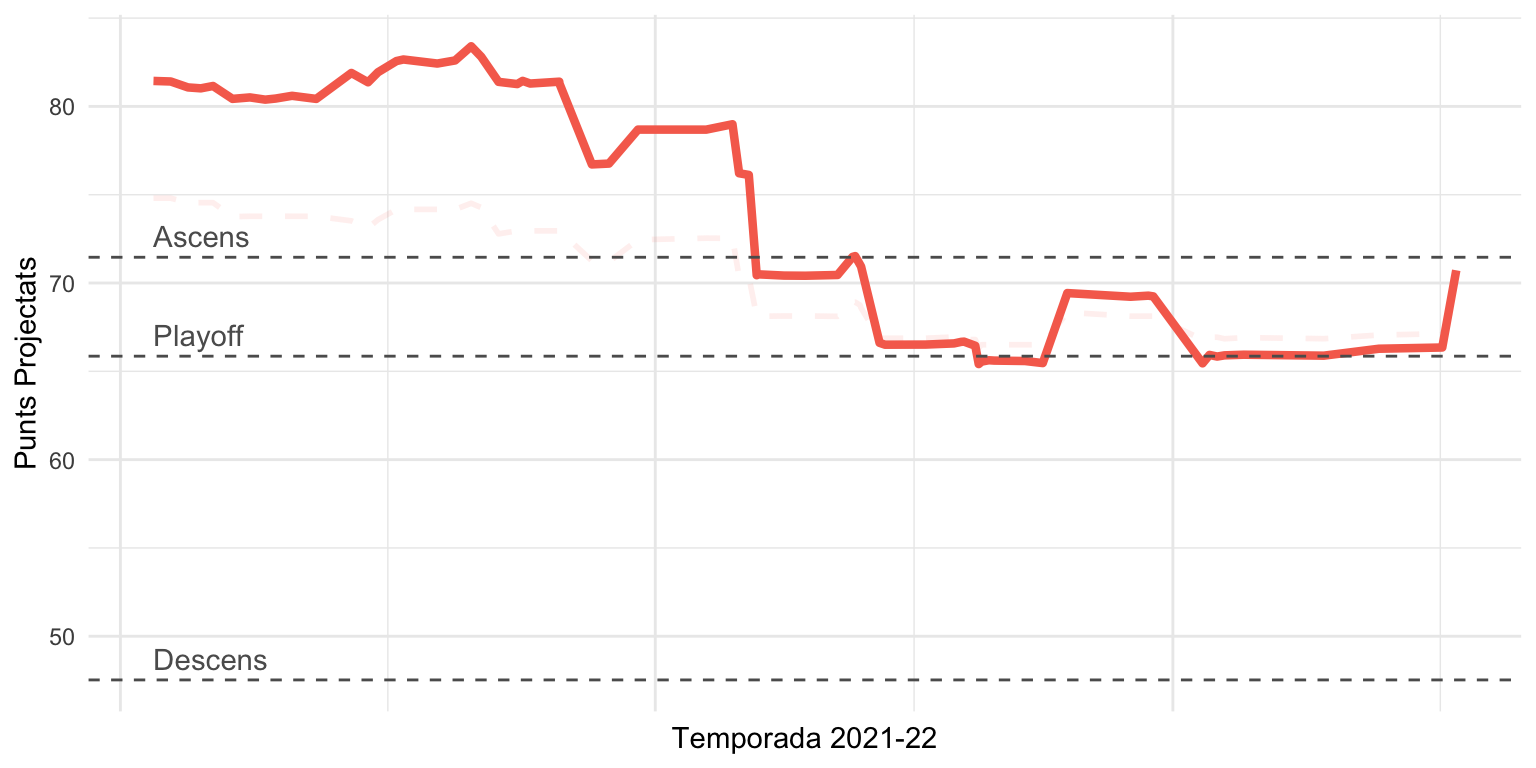 80
Ascens
70
Playoff
60
50
Descens
Punts Projectats
Temporada 2021-22